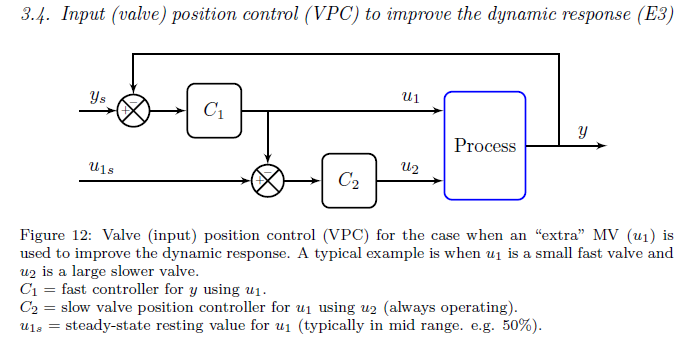 3.4. Input (valve) position control (VPC) to improve the dynamic response (E3)
y_s
+
−
C_1
u_1
Process
y
u_1s
+
−
C_2
u_2
Figure 12: Valve (input) position control (VPC) for the case when an “extra” MV (u_1) is
used to improve the dynamic response. A typical example is when u_1 is a small fast valve and
u_2 is a large slower valve.
C_1 = fast controller for y using u_1.
C_2 = slow valve position controller for u_1 using u_2 (always operating).
u_1s = steady-state resting value for u_1 (typically in mid range. e.g. 50%).